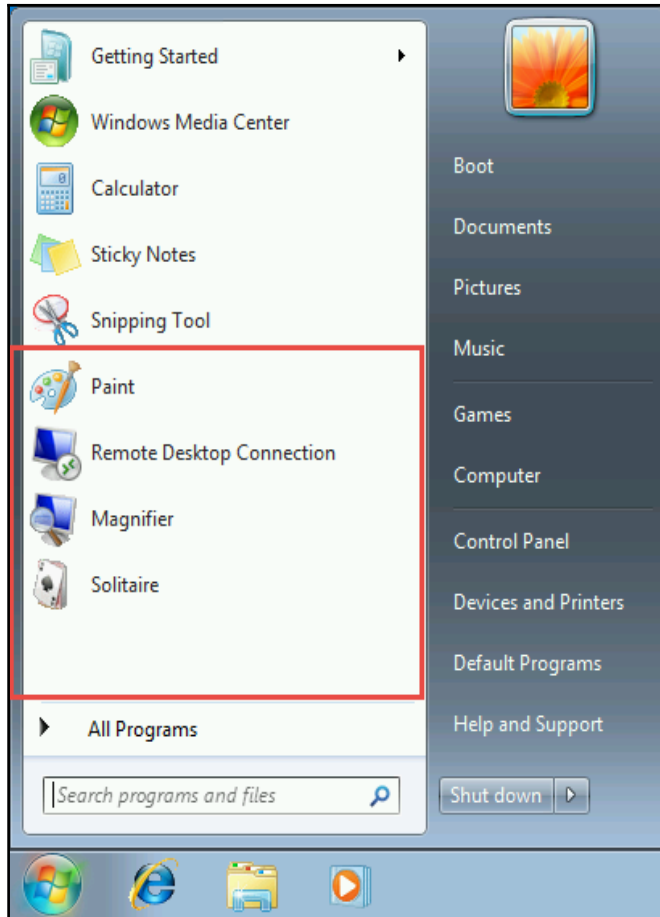 Getting Started
Windows Media Center
Calculator
Sticky Notes
Snipping Tool
Paint
Remote Desktop Connection
Magnifier
Solitaire
All Programs
Search programs and files
Boot
Documents
Pictures
Music
Games
Computer
Control Panel
Devices and Printers
Default Programs
Help and Support
Shut down